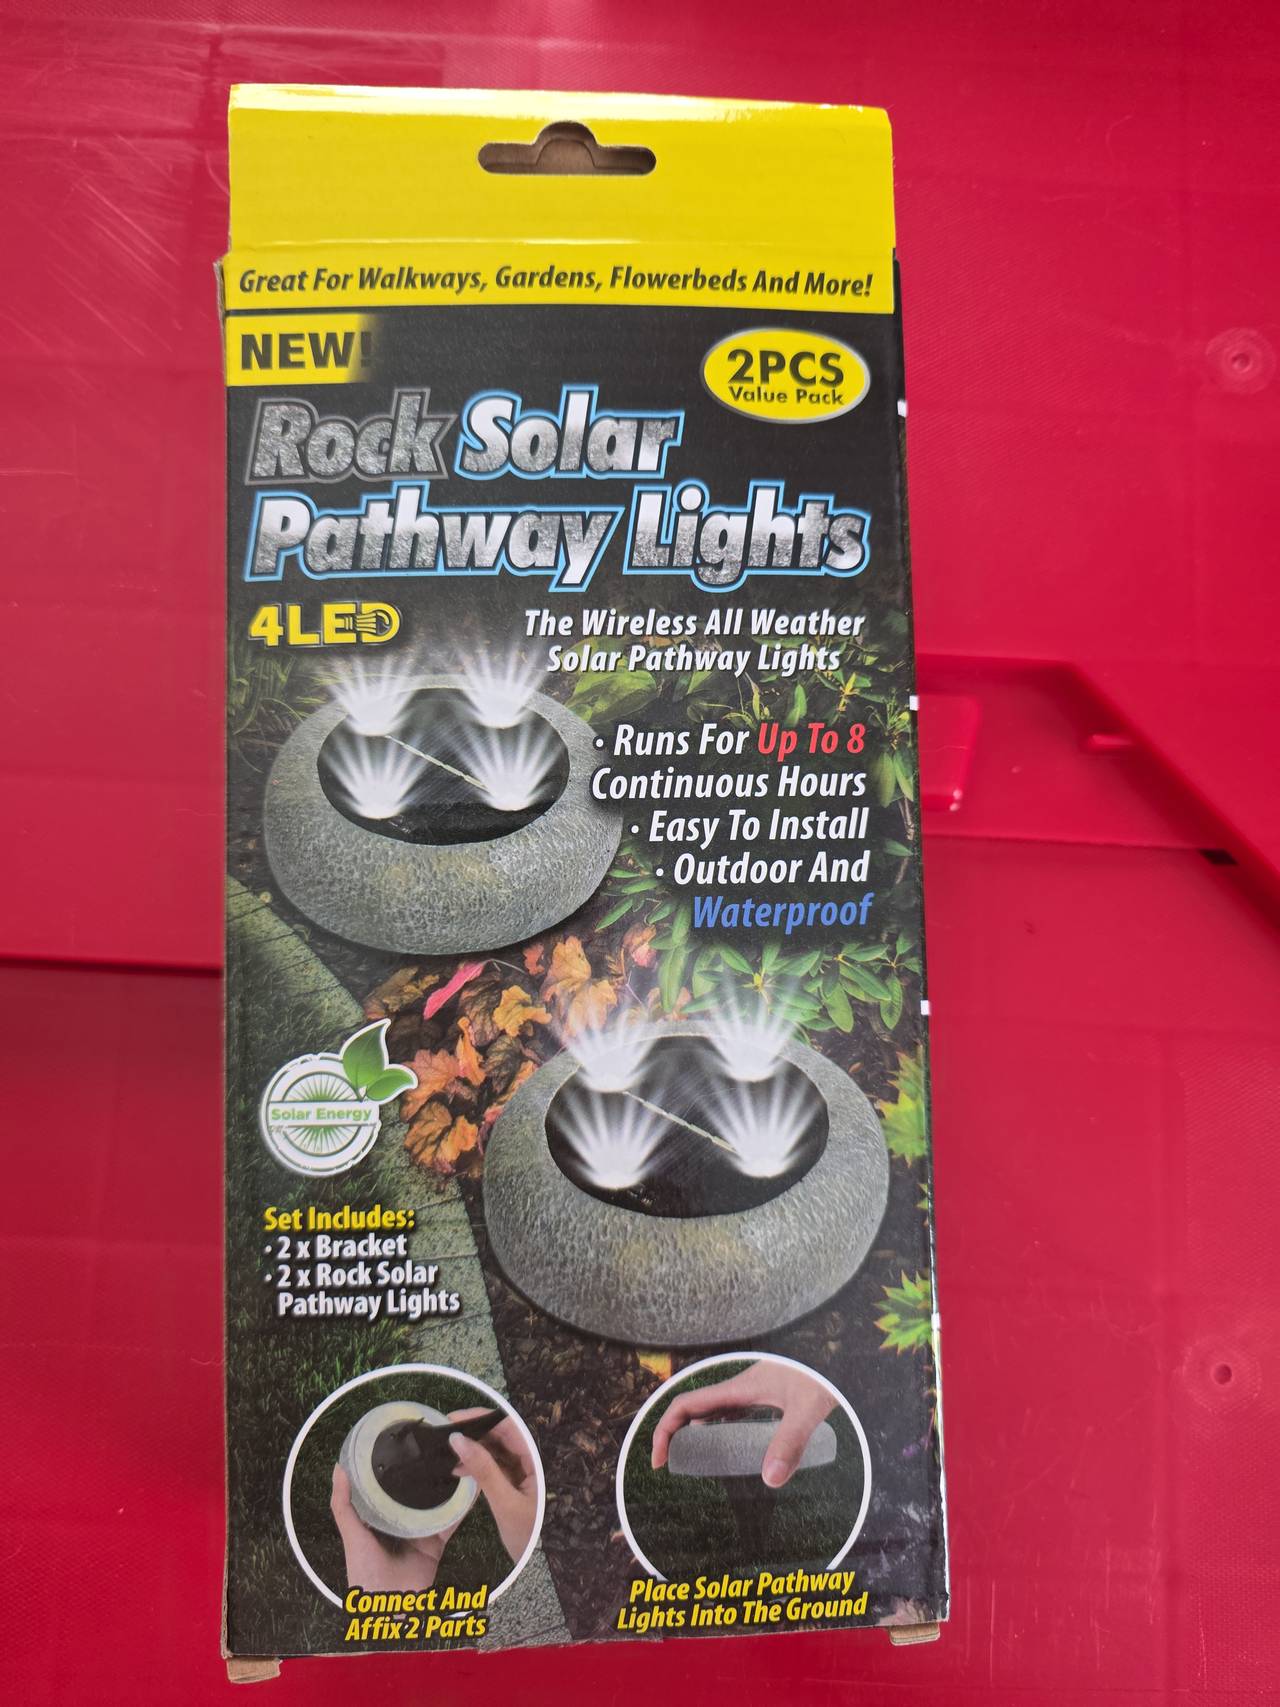 Great For Walkways, Gardens, Flowerbeds And More!
NEW!
2PCS
Value Pack
Rock Solar
Pathway Lights
4LED
The Wireless All Weather
Solar Pathway Lights
· Runs For Up To 8
Continuous Hours
· Easy To Install
· Outdoor And
Waterproof
Solar Energy
Set Includes:
· 2 x Bracket
· 2 x Rock Solar
Pathway Lights
Connect And
Affix 2 Parts
Place Solar Pathway
Lights Into The Ground